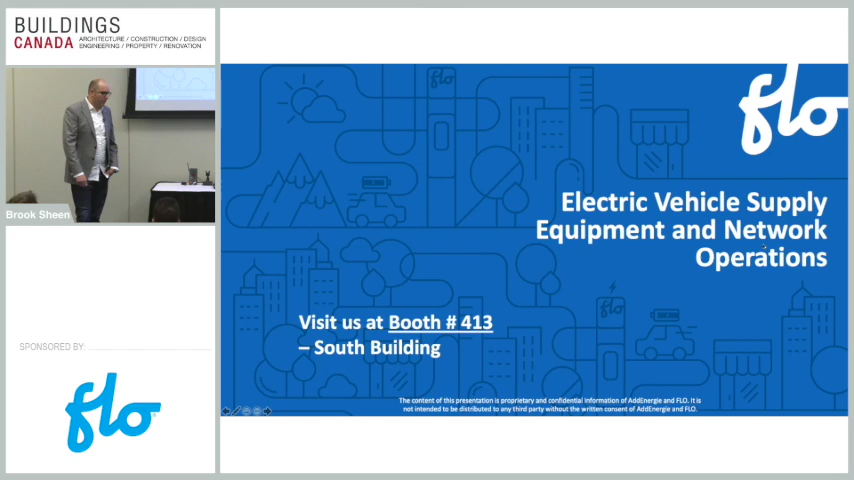 BUILDINGS
CANADA ARCHITECTURE / CONSTRUCTION / DESIGN
ENGINEERING / PROPERTY / RENOVATION
Brook Sheen
SPONSORED BY:
flo
flo
flo
Electric Vehicle Supply
Equipment and Network
Operations
flo
Visit us at Booth # 413
– South Building
The content of this presentation is proprietary and confidential information of AddEnergie and FLO. It is
not intended to be distributed to any third party without the written consent of AddEnergie and FLO.